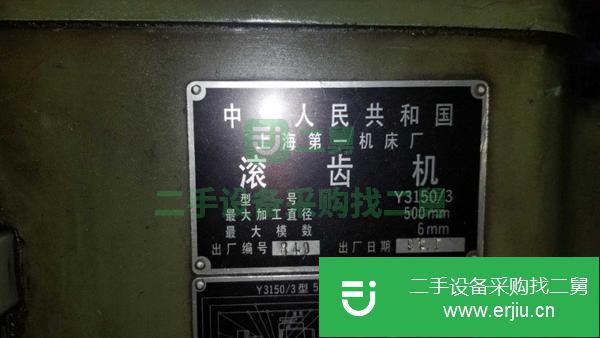 中 人民共和国
上海第一机床厂
滚齿机
型号 Y3150/3
最大加工直径 500mm
最大模数 6mm
出厂编号 出厂日期
Y3150/3型
二舅
二手设备采购找二舅
二手设备采购找二舅
www.erjiu.cn